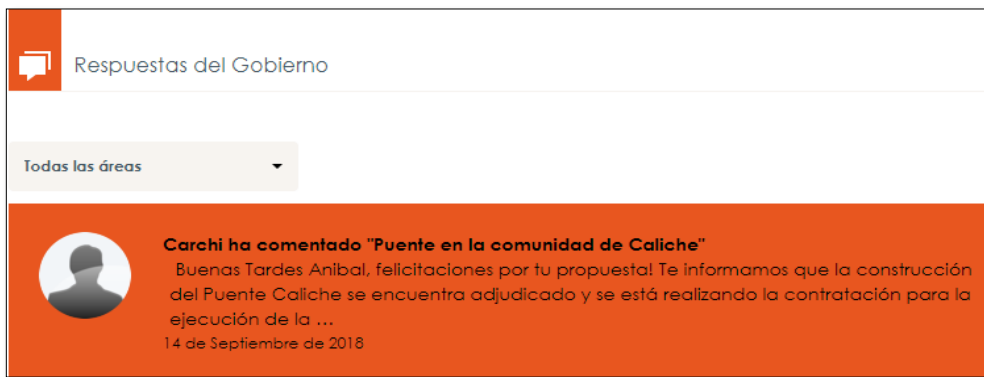 Respuestas del Gobierno
Todas las áreas
Carchi ha comentado "Puente en la comunidad de Caliche"
Buenas Tardes Anibal, felicitaciones por tu propuesta! Te informamos que la construcción
del Puente Caliche se encuentra adjudicado y se está realizando la contratación para la
ejecución de la ...
14 de Septiembre de 2018